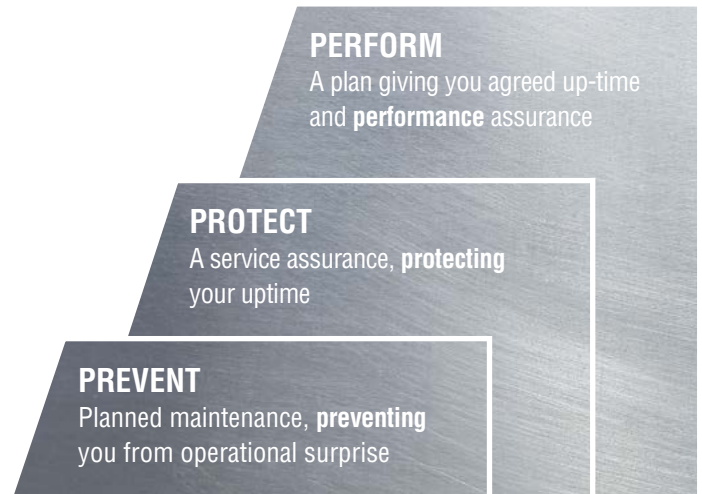 PERFORM
A plan giving you agreed up-time
and performance assurance
PROTECT
A service assurance, protecting
your uptime
PREVENT
Planned maintenance, preventing
you from operational surprise